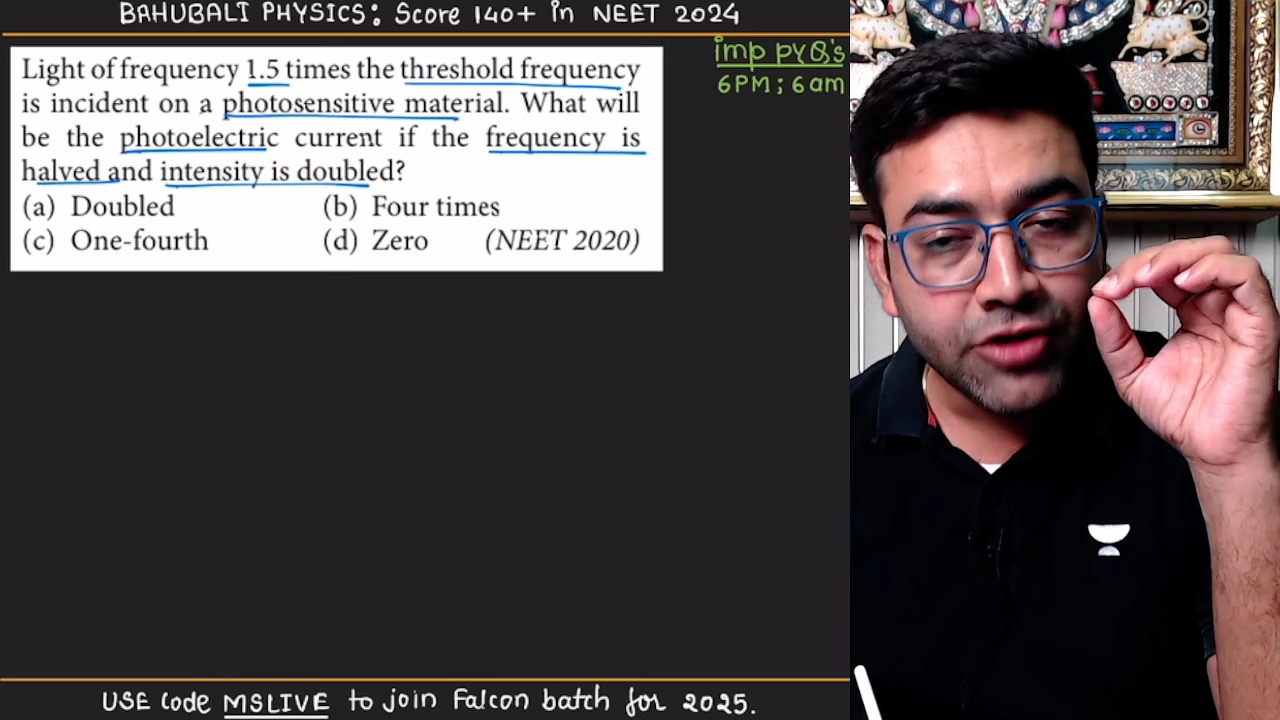 BAHUBALI PHYSICS: Score 140+ in NEET 2024
imp PYQ's
6PM ; 6am
Light of frequency 1.5 times the threshold frequency
is incident on a photosensitive material. What will
be the photoelectric current if the frequency is
halved and intensity is doubled?
(a) Doubled (b) Four times
(c) One-fourth (d) Zero (NEET 2020)
USE Code MSLIVE to join Falcon batch for 2025.